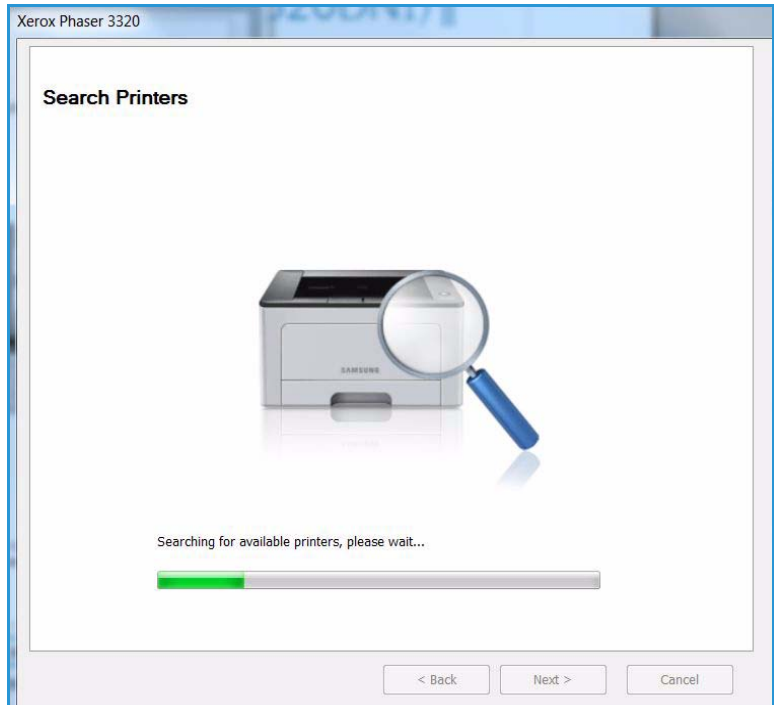 Xerox Phaser 3320
Search Printers
SAMSUNG
Searching for available printers, please wait...
< Back
Next >
Cancel